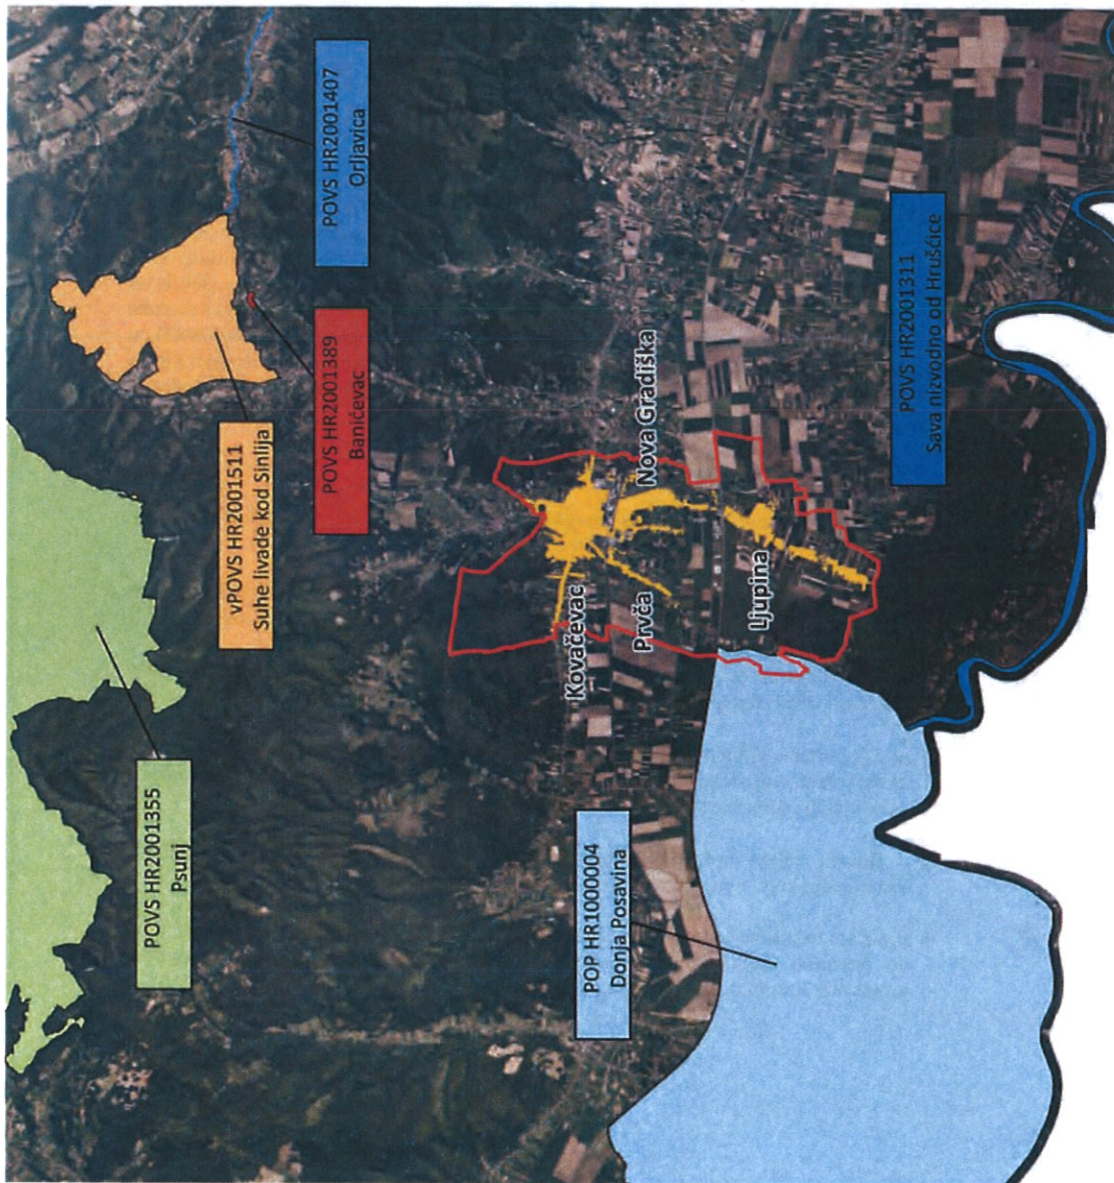 POVS HR2001355
Psunj
vPOVS HR2001511
Suhe livade kod Sinlija
POVS HR2001389
Banićevac
POVS HR2001407
Orljavica
POP HR1000004
Donja Posavina
Kovačevac
Prvča
Nova Gradiška
Ljupina
POVS HR2001311
Sava nizvodno od Hrušćice